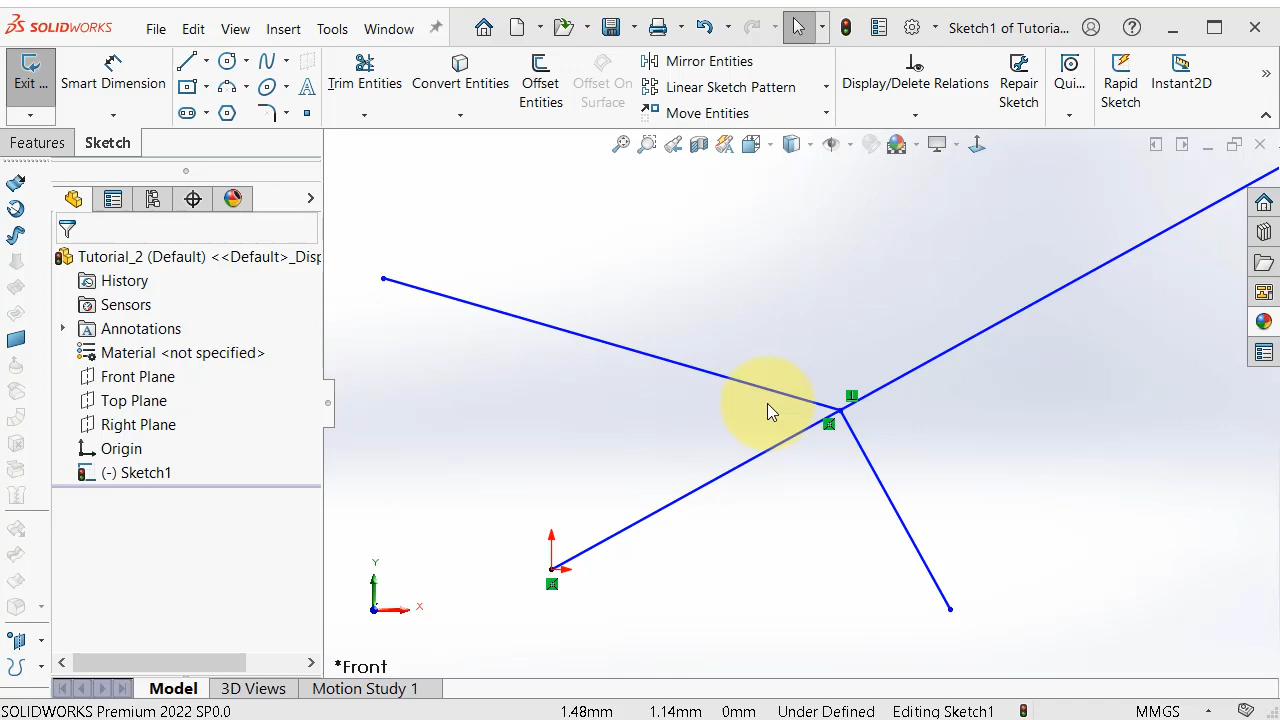 SOLIDWORKS File Edit View Insert Tools Window Sketch1 of Tutoria...
Exit ... Smart Dimension Trim Entities Convert Entities Offset Entities Offset On Surface Mirror Entities Linear Sketch Pattern Move Entities Display/Delete Relations Repair Sketch Qui... Rapid Sketch Instant2D
Features Sketch
Tutorial_2 (Default) <<Default>_Disp
History
Sensors
Annotations
Material <not specified>
Front Plane
Top Plane
Right Plane
Origin
(-) Sketch1
Y
X
*Front
Model 3D Views Motion Study 1
SOLIDWORKS Premium 2022 SP0.0 1.48mm 1.14mm 0mm Under Defined Editing Sketch1 MMGS